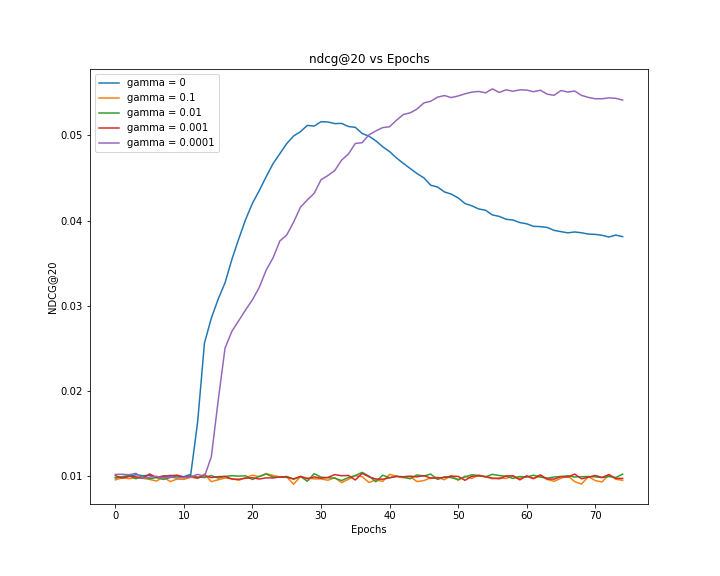 ndcg@20 vs Epochs
gamma = 0
gamma = 0.1
gamma = 0.01
gamma = 0.001
gamma = 0.0001
NDCG@20
0.05
0.04
0.03
0.02
0.01
0 10 20 30 40 50 60 70
Epochs